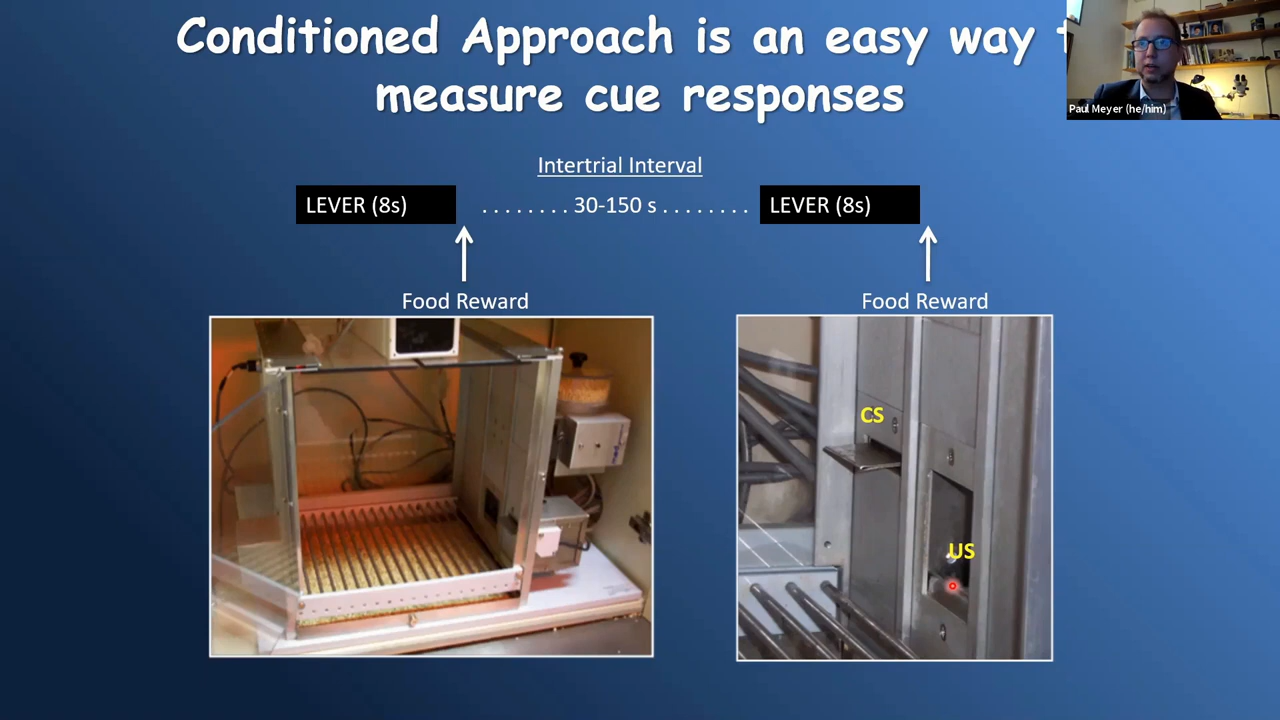 Conditioned Approach is an easy way
measure cue responses
Paul Meyer (he/him)
Intertrial Interval
LEVER (8s) . . . . . . . . 30-150 s . . . . . . . . LEVER (8s)
Food Reward Food Reward
CS
US